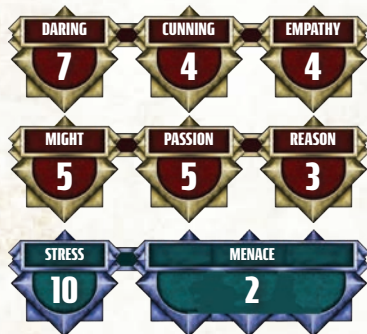 DARING CUNNING EMPATHY
7 4 4
MIGHT PASSION REASON
5 5 3
STRESS MENACE
10 2